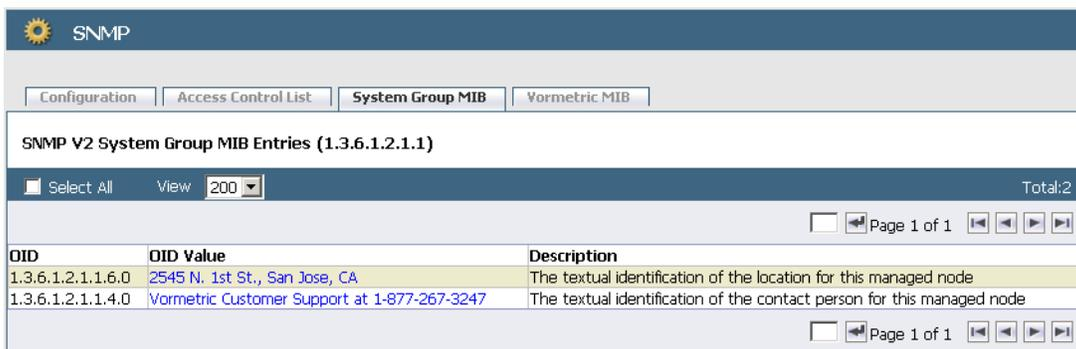 SNMP
Configuration Access Control List System Group MIB Vormetric MIB
SNMP V2 System Group MIB Entries (1.3.6.1.2.1.1)
Select All View 200 Total:2
Page 1 of 1
OID OID Value Description
1.3.6.1.2.1.1.6.0 2545 N. 1st St., San Jose, CA The textual identification of the location for this managed node
1.3.6.1.2.1.1.4.0 Vormetric Customer Support at 1-877-267-3247 The textual identification of the contact person for this managed node
Page 1 of 1